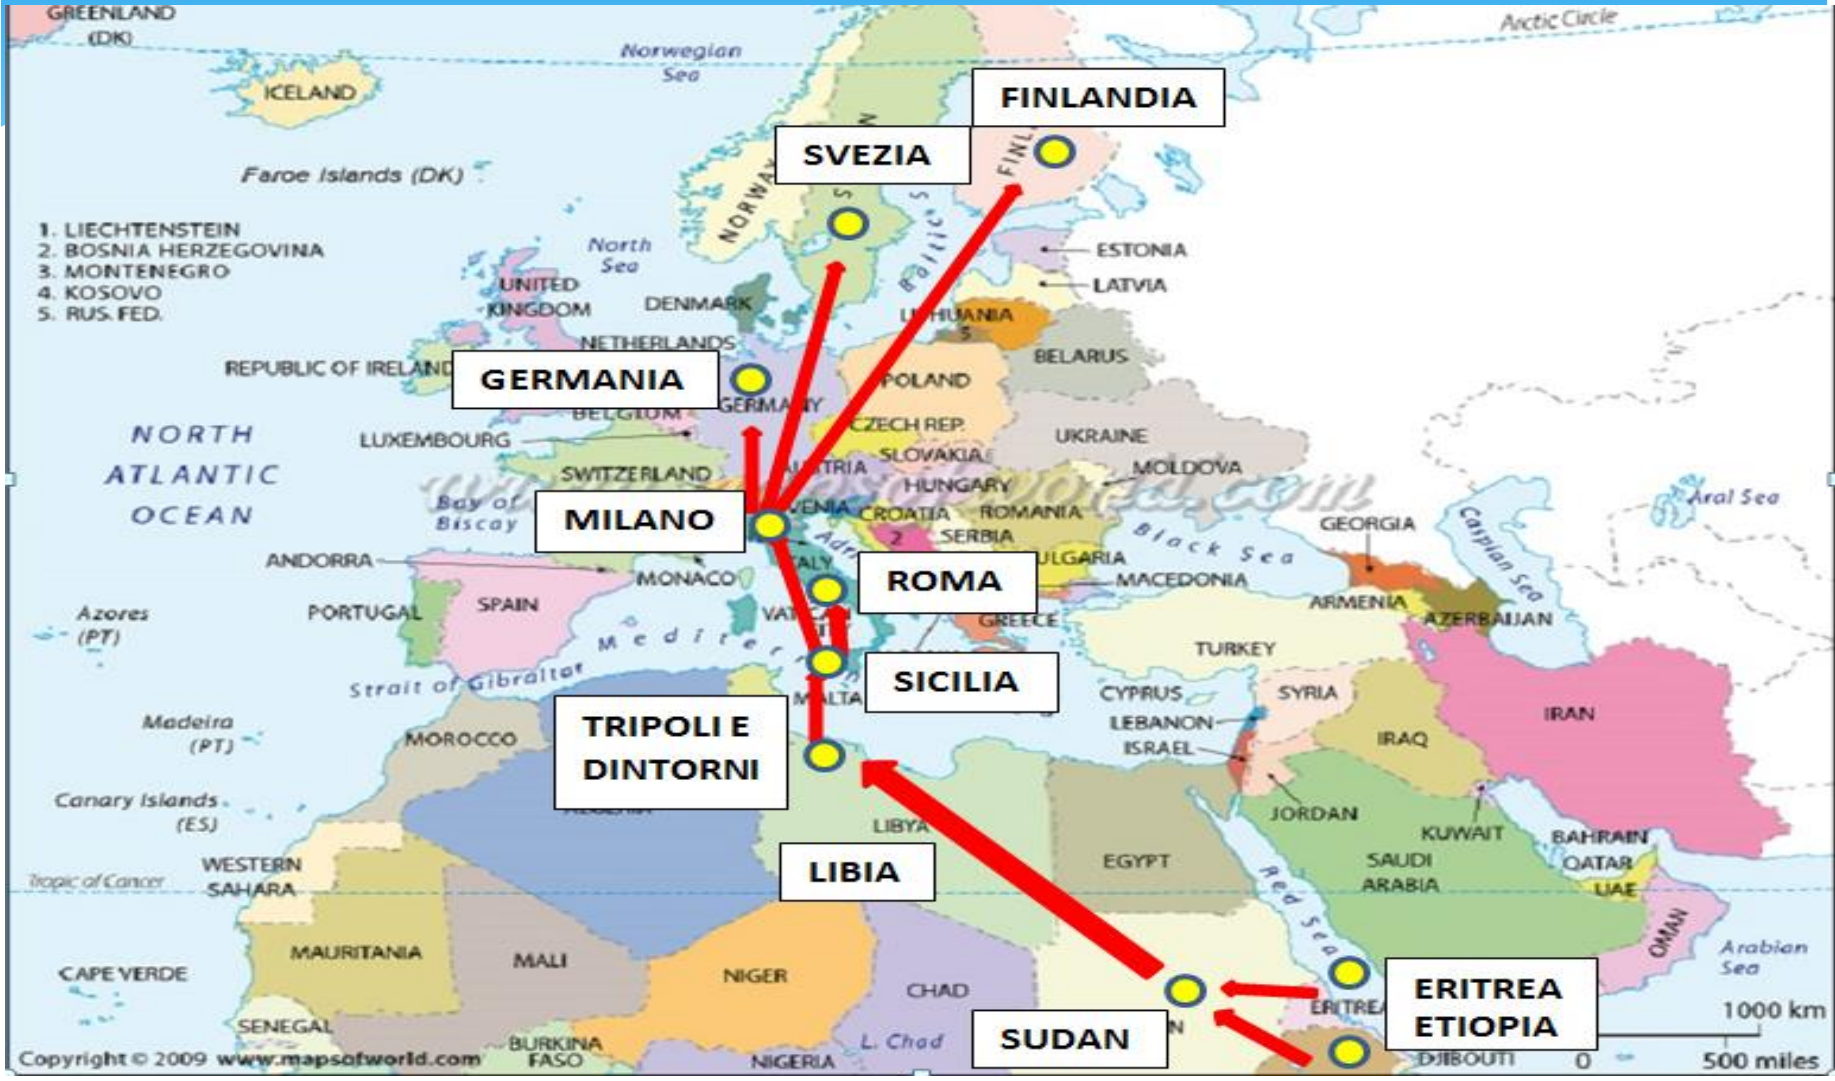 GREENLAND
(DK)
Arctic Circle
Norwegian
Sea
ICELAND
FINLANDIA
SVEZIA
Faroe Islands (DK)
NORWAY
1. LIECHTENSTEIN
2. BOSNIA HERZEGOVINA
3. MONTENEGRO
4. KOSOVO
5. RUS. FED.
North
Sea
Baltic
ESTONIA
LATVIA
UNITED
KINGDOM
DENMARK
LITHUANIA
5
NETHERLANDS
BELARUS
REPUBLIC OF IRELAND
GERMANIA
POLAND
GERMANY
BELGIUM
CZECH REP.
NORTH
ATLANTIC
OCEAN
LUXEMBOURG
UKRAINE
SLOVAKIA
SWITZERLAND
AUSTRIA
MOLDOVA
HUNGARY
Bay of
Biscay
MILANO
CROATIA
ROMANIA
2
SERBIA
Black Sea
GEORGIA
Caspian Sea
Aral Sea
ANDORRA
MONACO
ROMA
MACEDONIA
ARMENIA
AZERBAIJAN
Azores
(PT)
PORTUGAL
SPAIN
GREECE
TURKEY
Strait of Gibraltar
SICILIA
MALTA
CYPRUS
SYRIA
LEBANON
ISRAEL
IRAQ
IRAN
Madeira
(PT)
MOROCCO
TRIPOLI E
DINTORNI
JORDAN
KUWAIT
Canary Islands
(ES)
LIBYA
BAHRAIN
QATAR
UAE
WESTERN
SAHARA
LIBIA
EGYPT
SAUDI
ARABIA
Tropic of Cancer
Red Sea
OMAN
MAURITANIA
MALI
NIGER
CHAD
Arabian
Sea
CAPE VERDE
ERITREA
ERITREA
ETIOPIA
1000 km
SENEGAL
BURKINA
FASO
NIGERIA
L. Chad
SUDAN
DJIBOUTI
0
500 miles
Copyright © 2009 www.mapsofworld.com